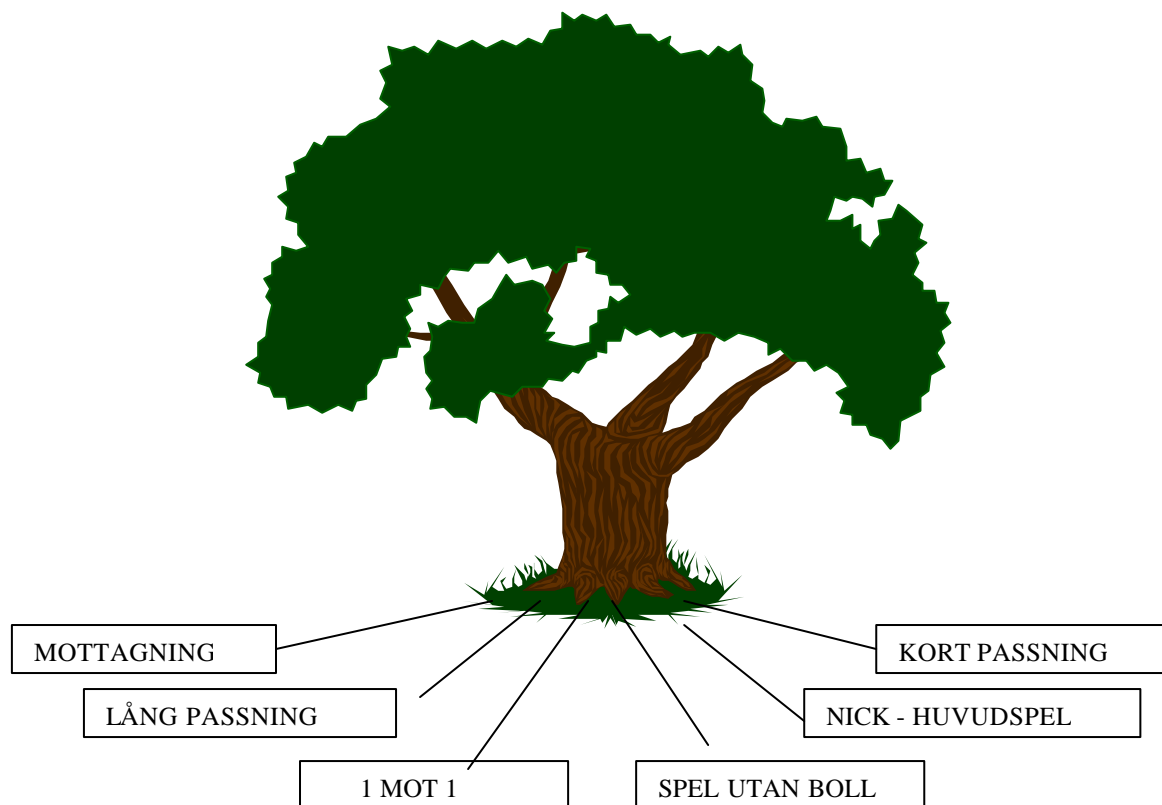 MOTTAGNING
KORT PASSNING
LÅNG PASSNING
NICK - HUVUDSPEL
1 MOT 1
SPEL UTAN BOLL